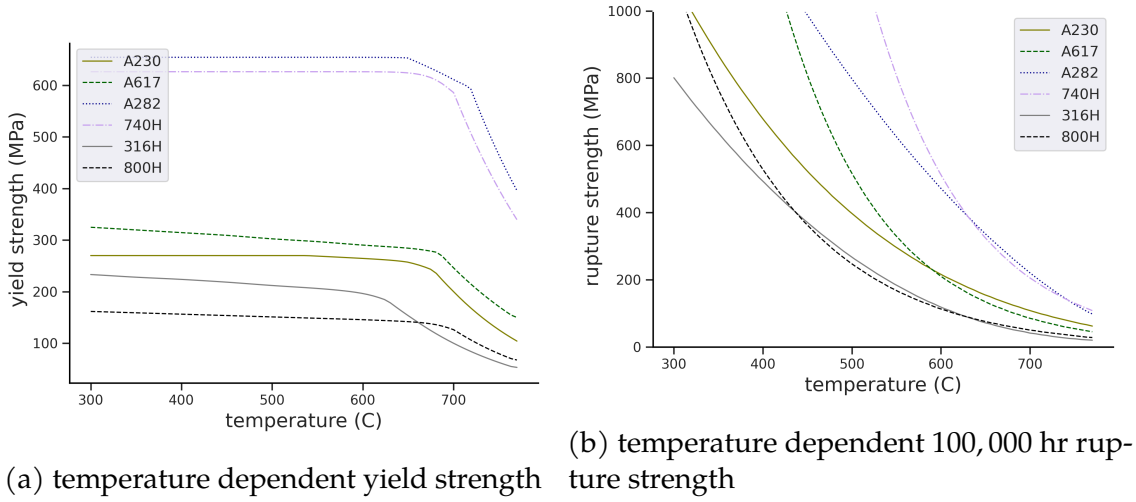 A230
A617
A282
740H
316H
800H
yield strength (MPa)
600
500
400
300
200
100
300 400 500 600 700
temperature (C)
(a) temperature dependent yield strength
A230
A617
A282
740H
316H
800H
rupture strength (MPa)
1000
800
600
400
200
0
300 400 500 600 700
temperature (C)
(b) temperature dependent 100,000 hr rup-
ture strength